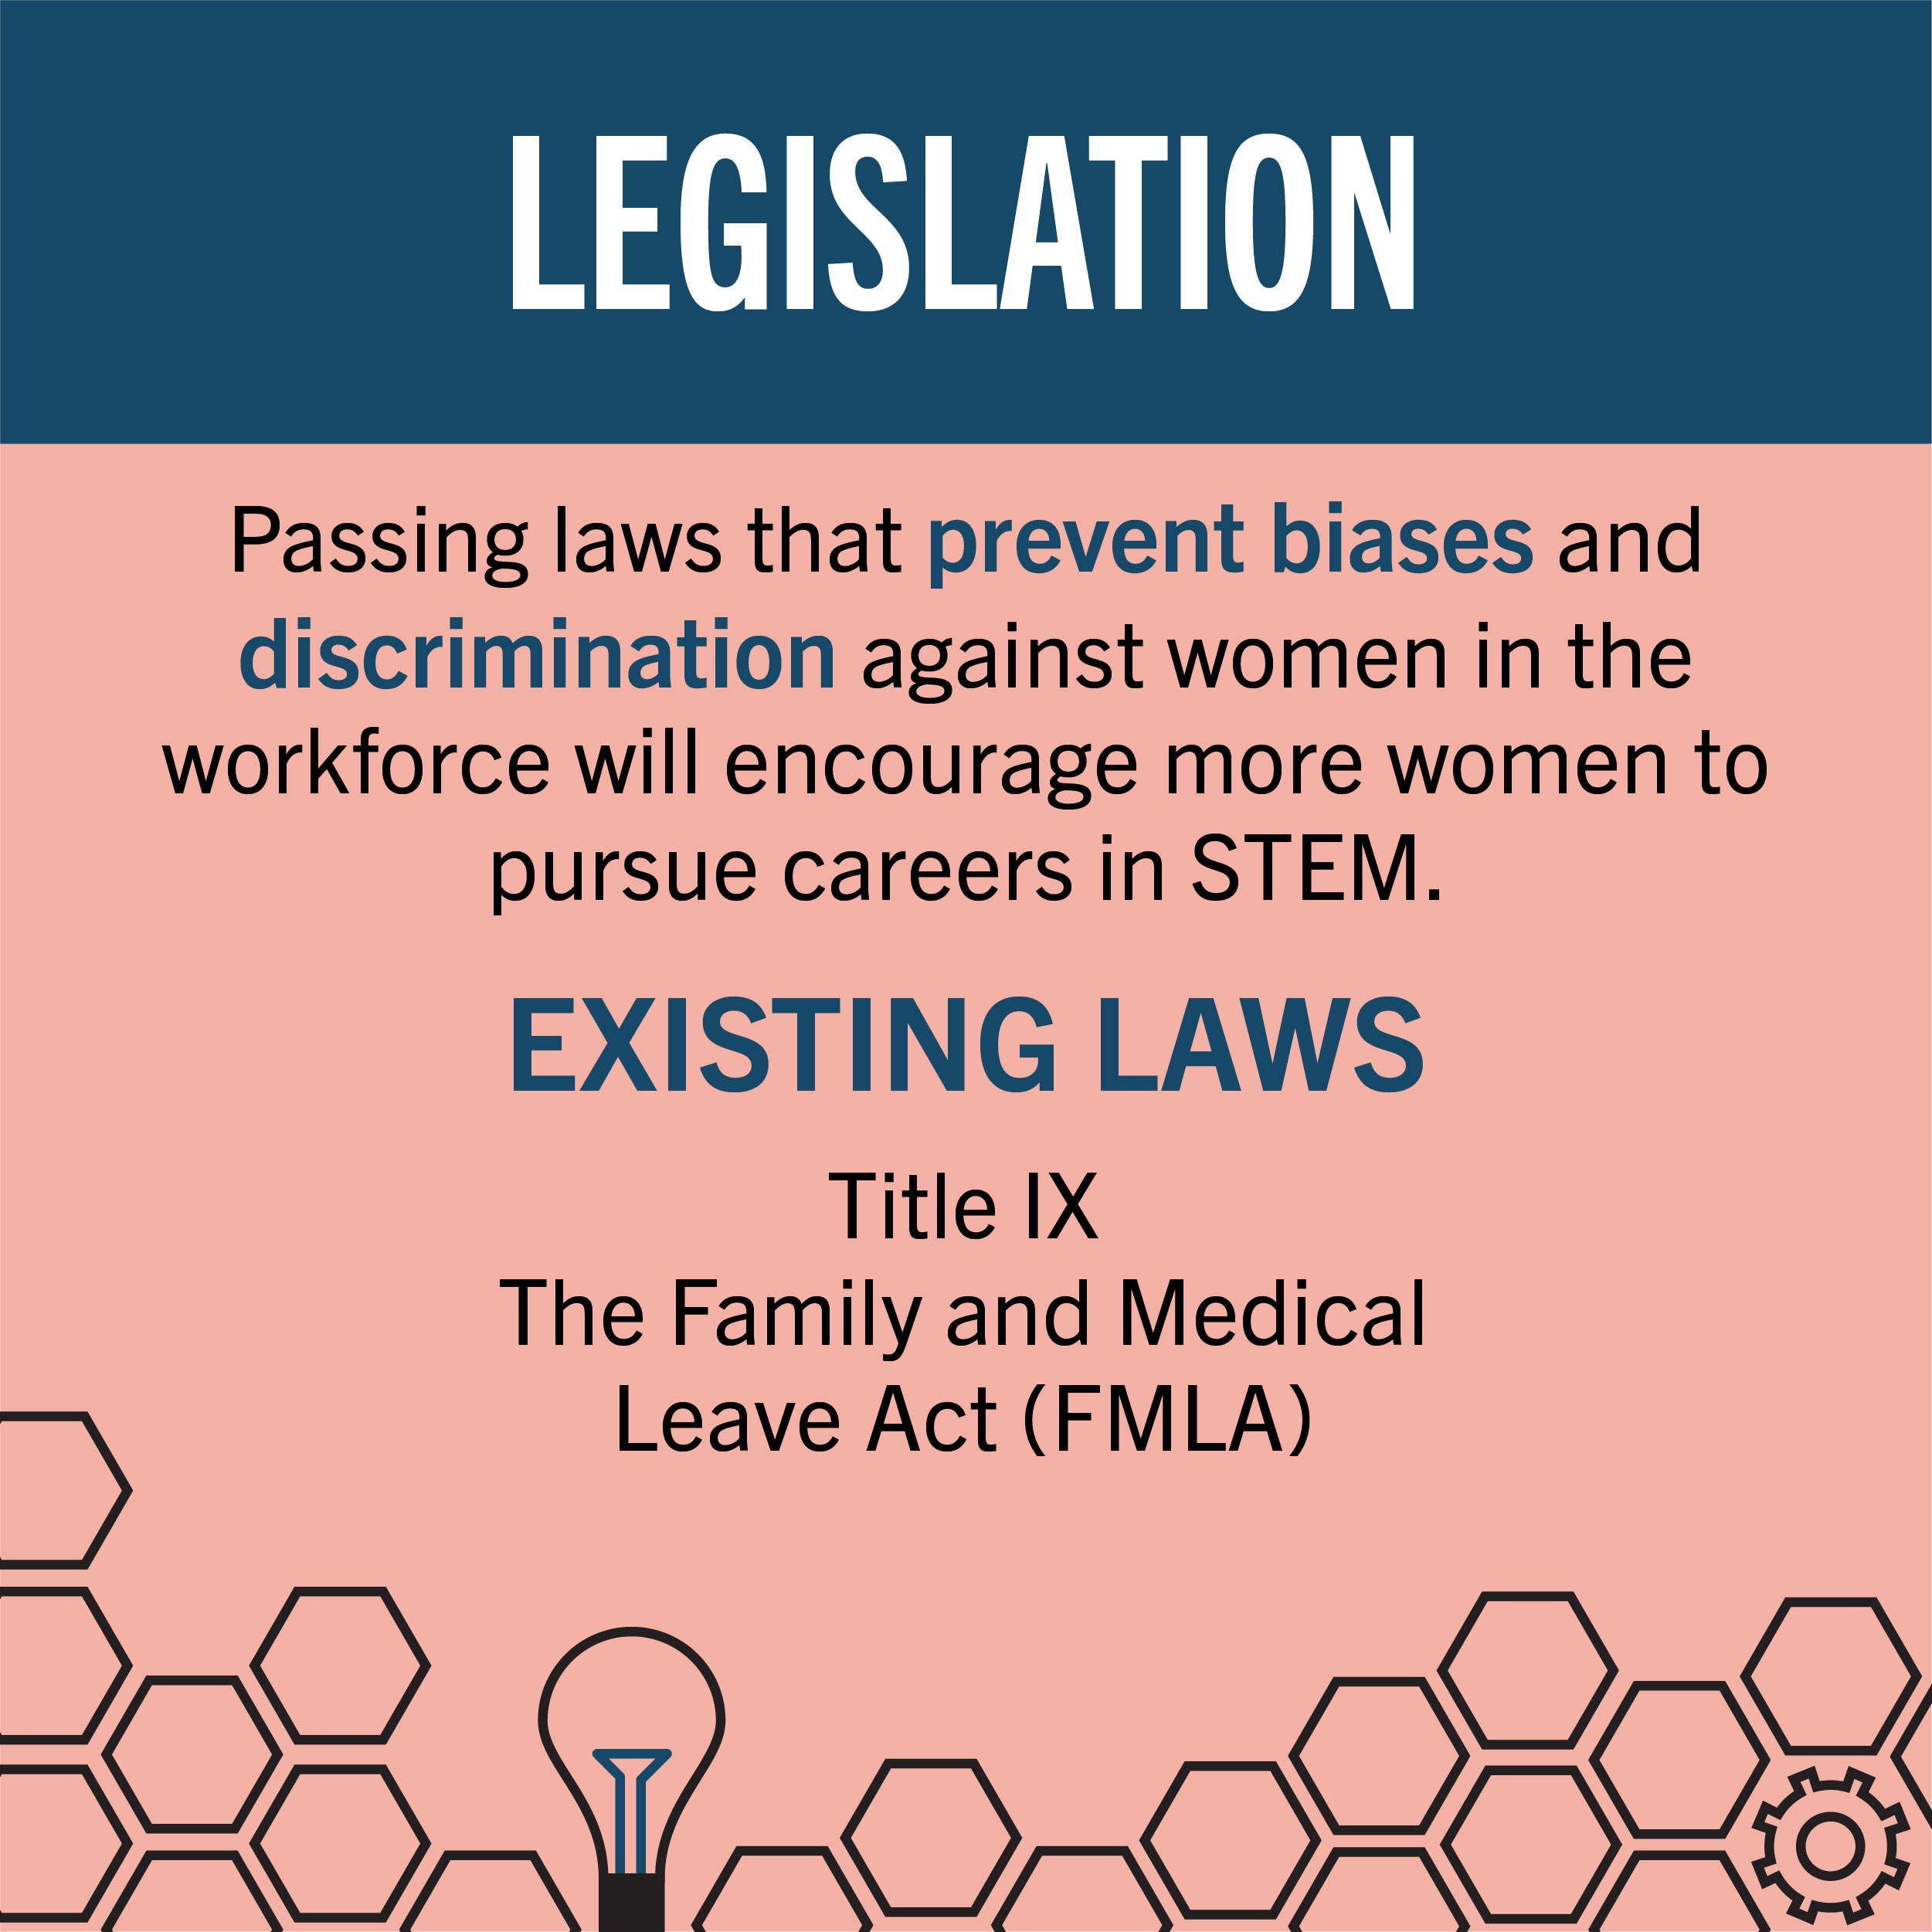 LEGISLATION
Passing laws that prevent biases and
discrimination against women in the
workforce will encourage more women to
pursue careers in STEM.
EXISTING LAWS
Title IX
The Family and Medical
Leave Act (FMLA)